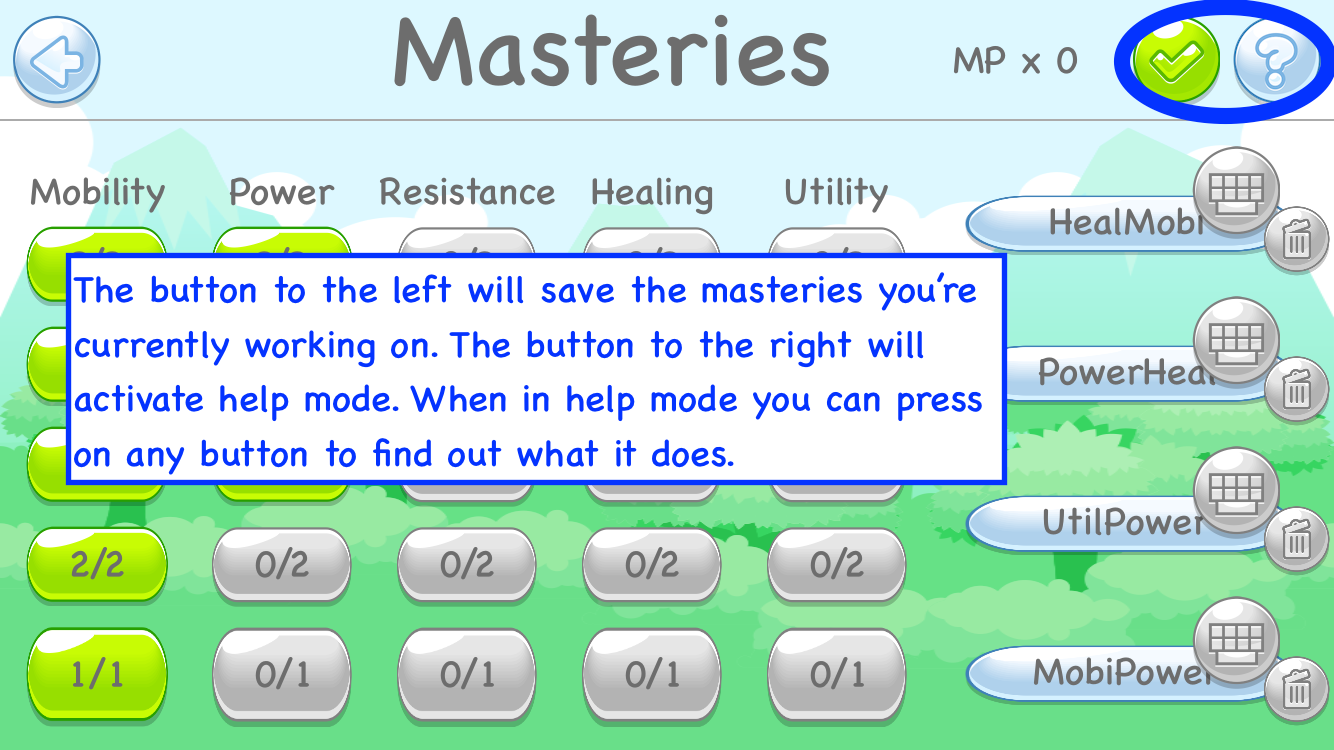 Masteries
MP x 0
Mobility Power Resistance Healing Utility
HealMobi
The button to the left will save the masteries you're
currently working on. The button to the right will
activate help mode. When in help mode you can press
on any button to find out what it does.
PowerHeal
UtilPower
2/2 0/2 0/2 0/2 0/2
1/1 0/1 0/1 0/1 0/1
MobiPower